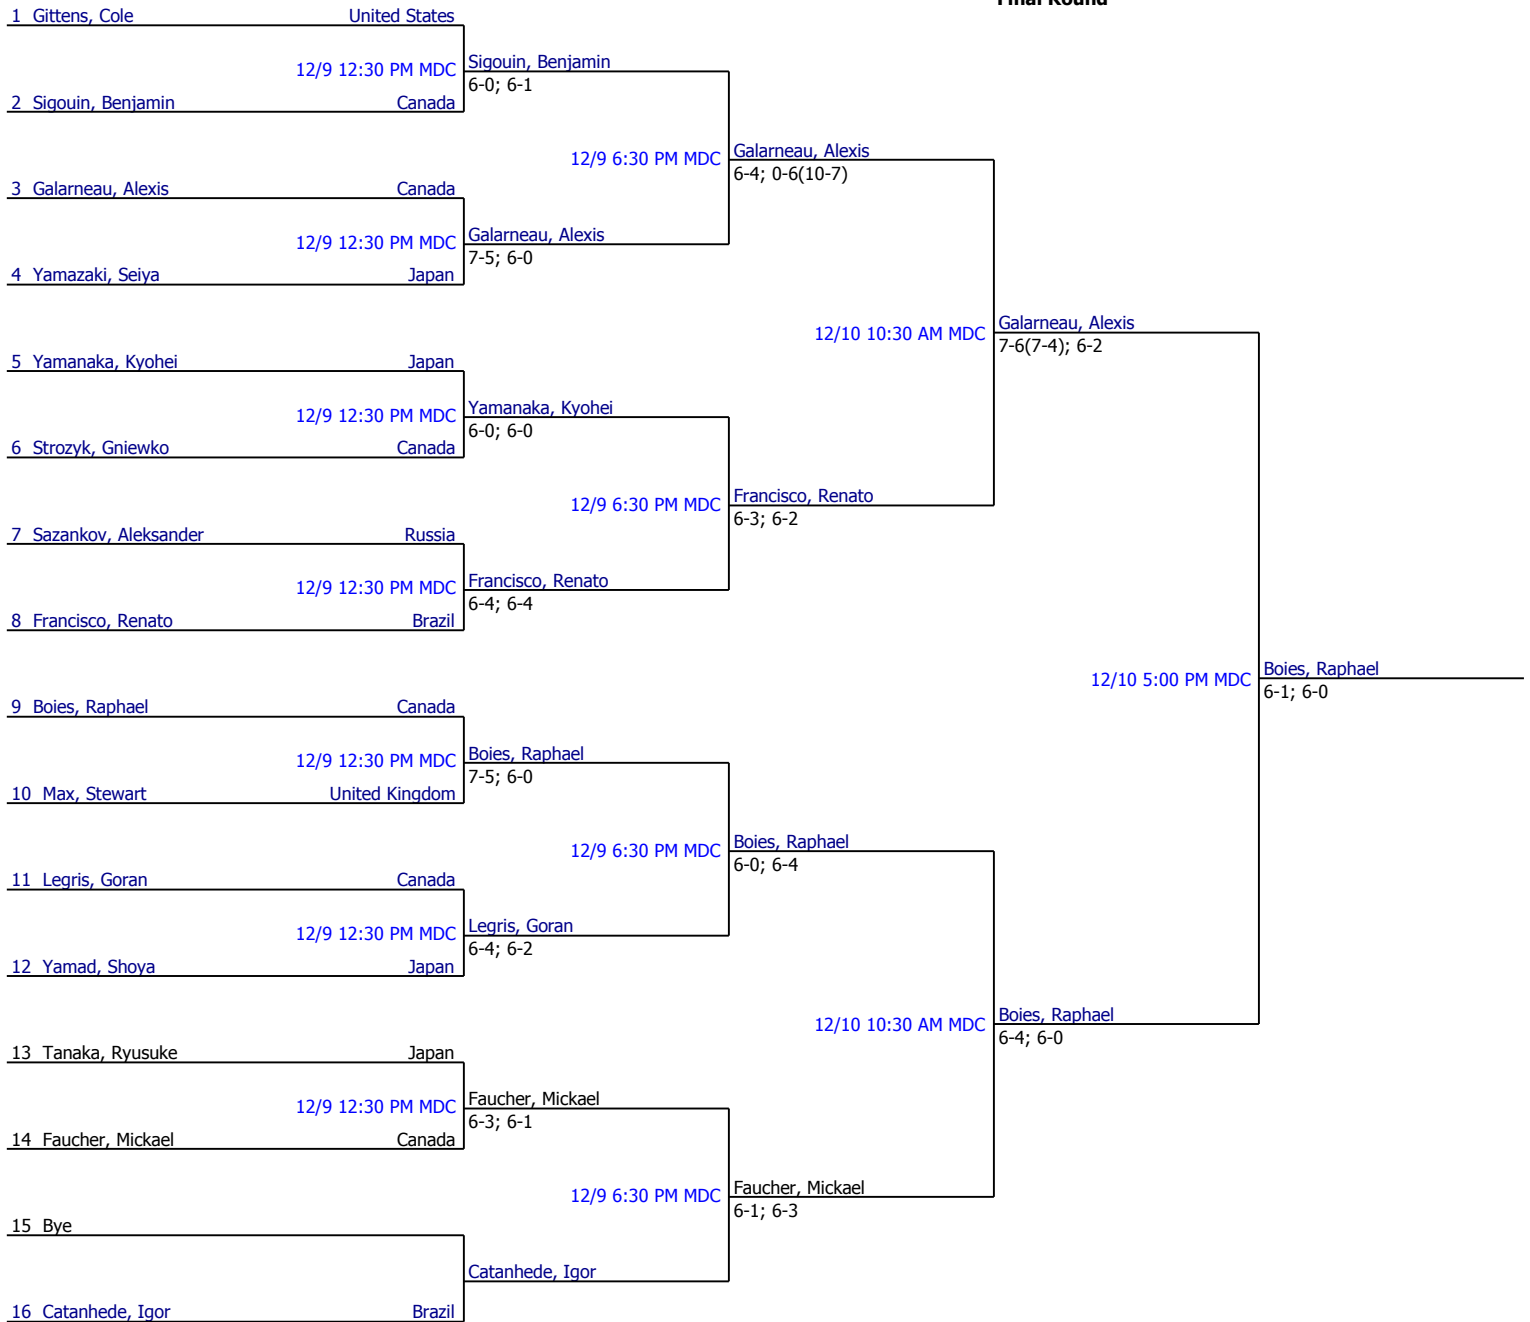 Final Round
1 Gittens, Cole United States
12/9 12:30 PM MDC
Sigouin, Benjamin
6-0; 6-1
2 Sigouin, Benjamin Canada
12/9 6:30 PM MDC
Galarneau, Alexis
6-4; 0-6(10-7)
3 Galarneau, Alexis Canada
12/9 12:30 PM MDC
Galarneau, Alexis
7-5; 6-0
4 Yamazaki, Seiya Japan
12/10 10:30 AM MDC
Galarneau, Alexis
7-6(7-4); 6-2
5 Yamanaka, Kyohei Japan
12/9 12:30 PM MDC
Yamanaka, Kyohei
6-0; 6-0
6 Strozyk, Gniewko Canada
12/9 6:30 PM MDC
Francisco, Renato
6-3; 6-2
7 Sazankov, Aleksander Russia
12/9 12:30 PM MDC
Francisco, Renato
6-4; 6-4
8 Francisco, Renato Brazil
12/10 5:00 PM MDC
Boies, Raphael
6-1; 6-0
9 Boies, Raphael Canada
12/9 12:30 PM MDC
Boies, Raphael
7-5; 6-0
10 Max, Stewart United Kingdom
12/9 6:30 PM MDC
Boies, Raphael
6-0; 6-4
11 Legris, Goran Canada
12/9 12:30 PM MDC
Legris, Goran
6-4; 6-2
12 Yamad, Shoya Japan
12/10 10:30 AM MDC
Boies, Raphael
6-4; 6-0
13 Tanaka, Ryusuke Japan
12/9 12:30 PM MDC
Faucher, Mickael
6-3; 6-1
14 Faucher, Mickael Canada
12/9 6:30 PM MDC
Faucher, Mickael
6-1; 6-3
15 Bye
Catanhede, Igor
16 Catanhede, Igor Brazil